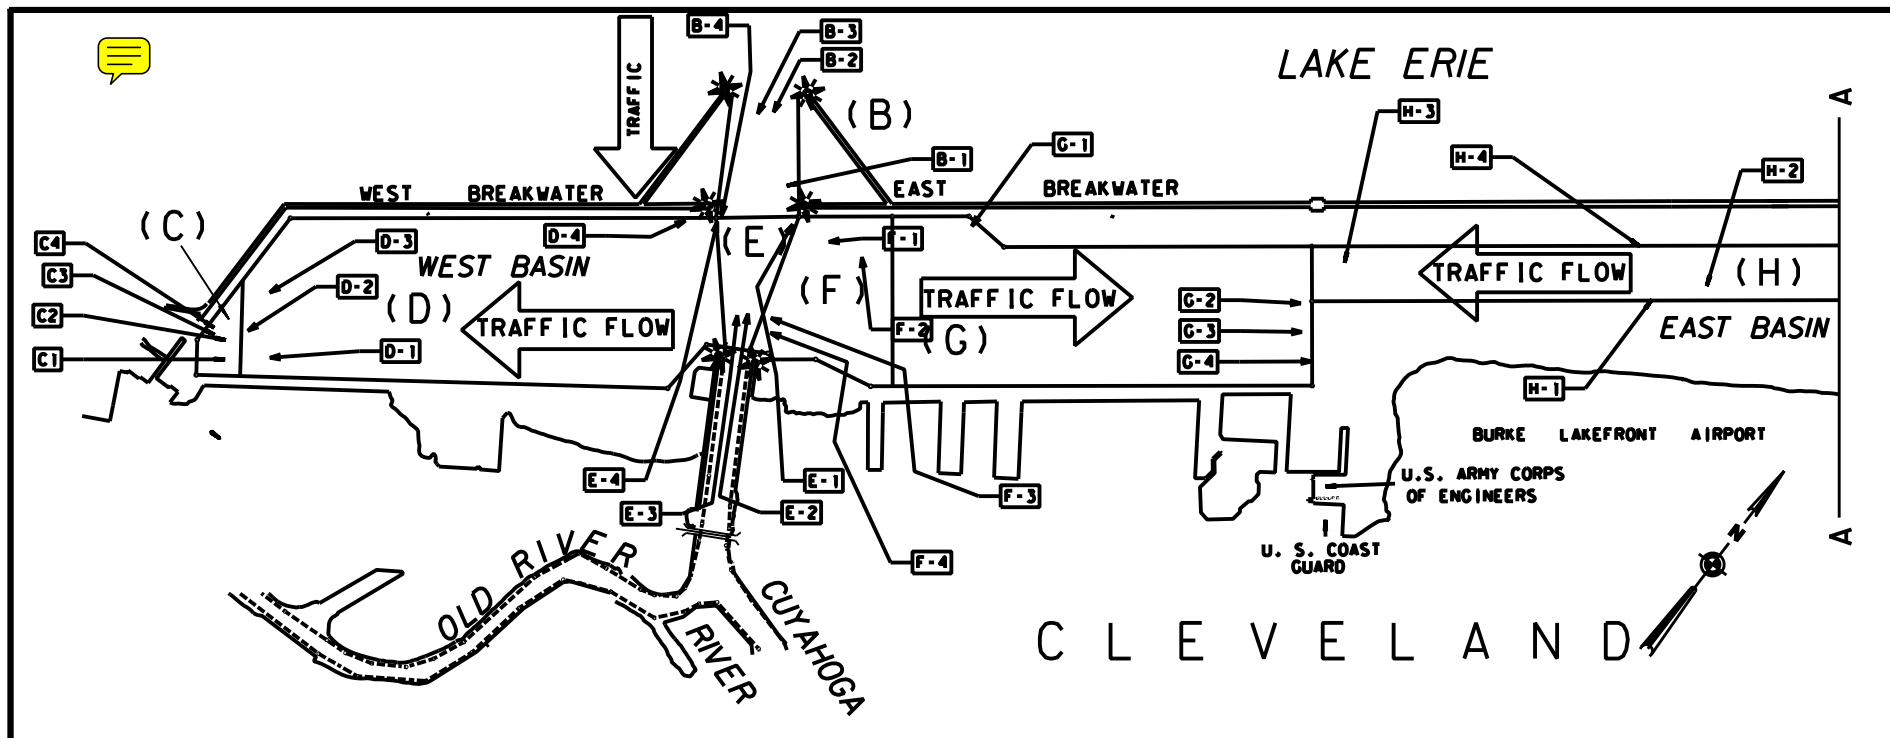 B-4
B-3
B-2
LAKE ERIE
TRAFFIC
(B)
H-3
A
G-1
B-1
H-4
H-2
WEST BREAKWATER
EAST BREAKWATER
(C)
C4
D-3
D-4
(E)
F-1
C3
WEST BASIN
D-2
(D)
(F)
TRAFFIC FLOW
TRAFFIC FLOW
(H)
C2
TRAFFIC FLOW
G-2
F-2
(G)
G-3
EAST BASIN
C1
D-1
G-4
H-1
BURKE LAKEFRONT AIRPORT
E-4
E-1
U.S. ARMY CORPS
OF ENGINEERS
F-3
E-3
E-2
N
A
U. S. COAST
GUARD
F-4
OLD RIVER
CUYAHOGA
RIVER
CLEVELAND